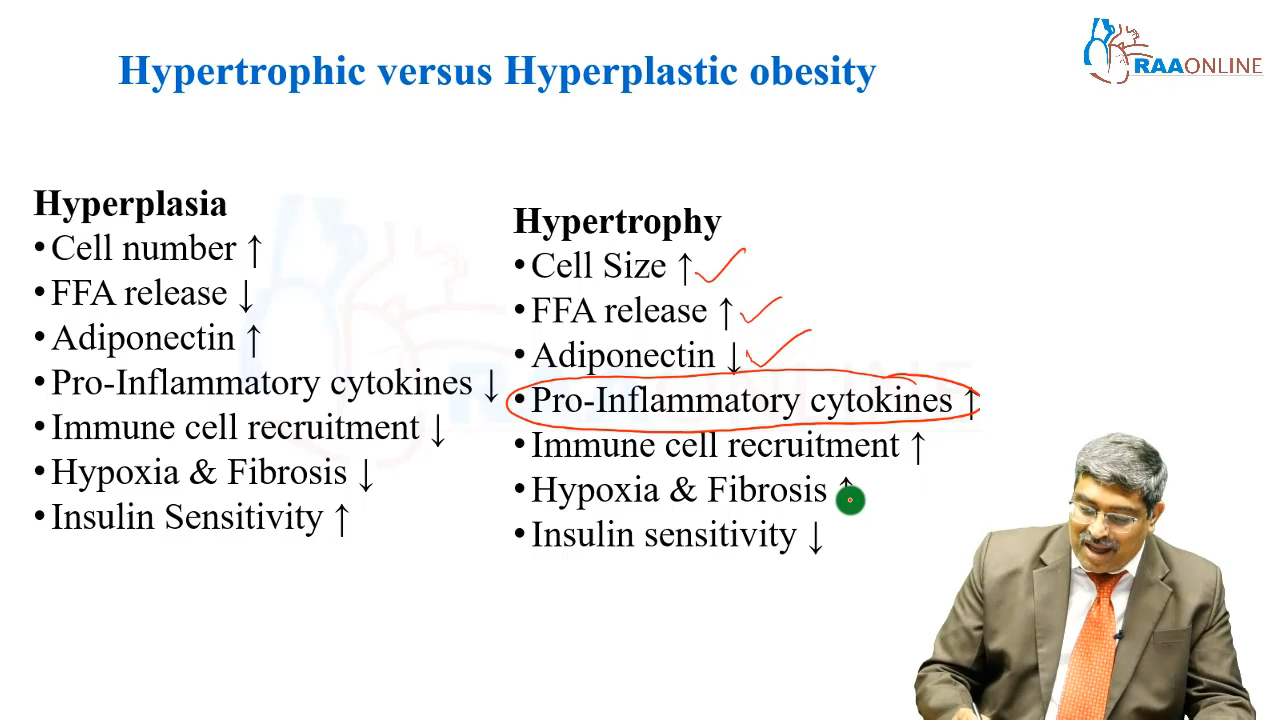 Hypertrophic versus Hyperplastic obesity
RAAONLINE
Hyperplasia
•Cell number ↑
•FFA release ↓
•Adiponectin ↑
•Pro-Inflammatory cytokines ↓
•Immune cell recruitment ↓
•Hypoxia & Fibrosis ↓
•Insulin Sensitivity ↑
Hypertrophy
•Cell Size ↑
•FFA release ↑
•Adiponectin ↓
•Pro-Inflammatory cytokines ↑
•Immune cell recruitment ↑
•Hypoxia & Fibrosis ↑
•Insulin sensitivity ↓